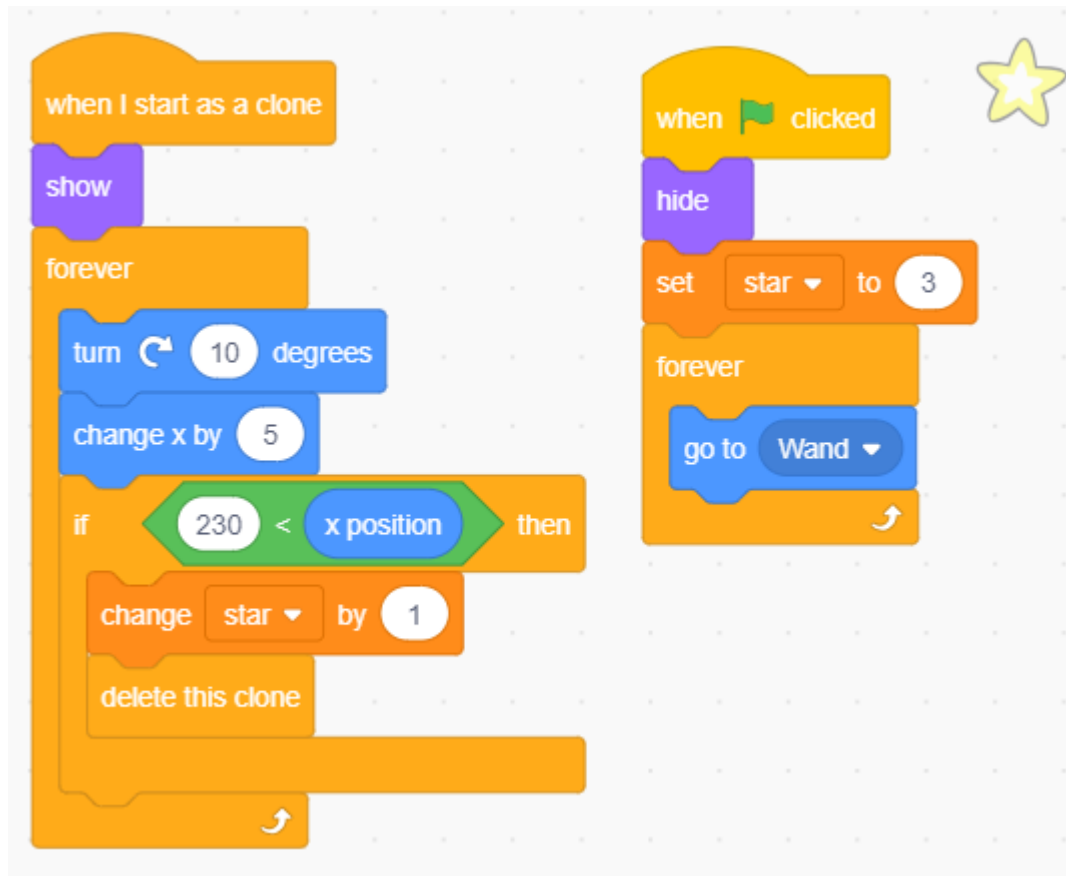 when I start as a clone
show
forever
turn 10 degrees
change x by 5
if 230 < x position then
change star by 1
delete this clone
when clicked
hide
set star to 3
forever
go to Wand